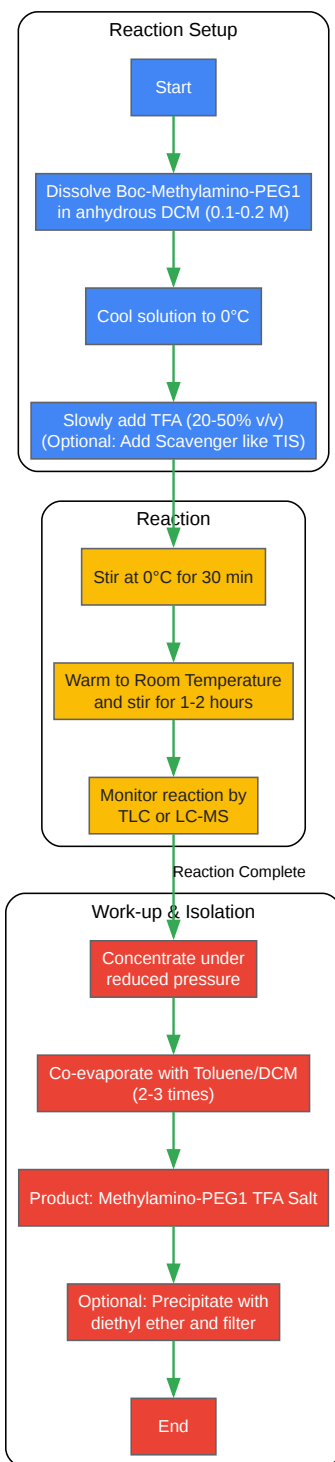 Reaction Setup
Start
Dissolve Boc-Methylamino-PEG1
in anhydrous DCM (0.1-0.2 M)
Cool solution to 0°C
Slowly add TFA (20-50% v/v)
(Optional: Add Scavenger like TIS)
Reaction
Stir at 0°C for 30 min
Warm to Room Temperature
and stir for 1-2 hours
Monitor reaction by
TLC or LC-MS
Reaction Complete
Work-up & Isolation
Concentrate under
reduced pressure
Co-evaporate with Toluene/DCM
(2-3 times)
Product: Methylamino-PEG1 TFA Salt
Optional: Precipitate with
diethyl ether and filter
End